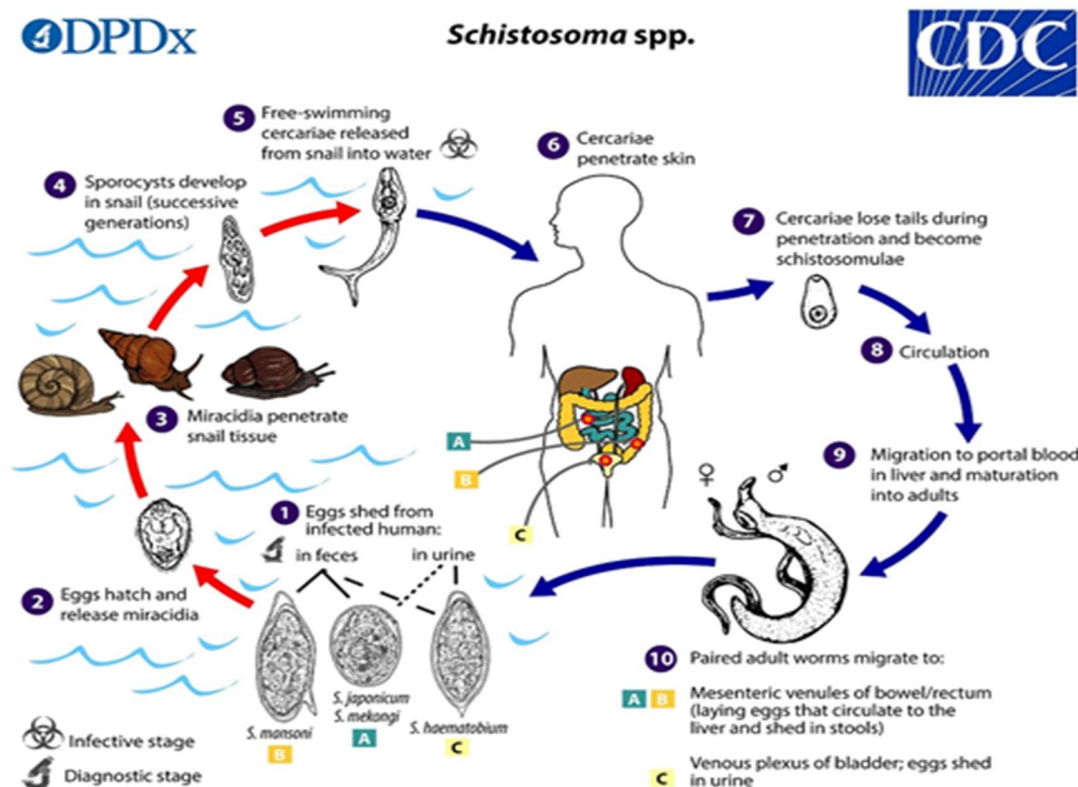 DPDx
Schistosoma spp.
CDC
5 Free-swimming
cercariae released
from snail into water
6 Cercariae
penetrate skin
4 Sporocysts develop
in snail (successive
generations)
7 Cercariae lose tails during
penetration and become
schistosomulae
8 Circulation
3 Miracidia penetrate
snail tissue
A
B
C
9 Migration to portal blood
in liver and maturation
into adults
♀ ♂
1 Eggs shed from
infected human:
in feces
in urine
2 Eggs hatch and
release miracidia
S. mansoni
B
S. japonicum
S. mekongi
A
S. haematobium
C
10 Paired adult worms migrate to:
A B Mesenteric venules of bowel/rectum
(laying eggs that circulate to the
liver and shed in stools)
C Venous plexus of bladder; eggs shed
in urine
Infective stage
Diagnostic stage